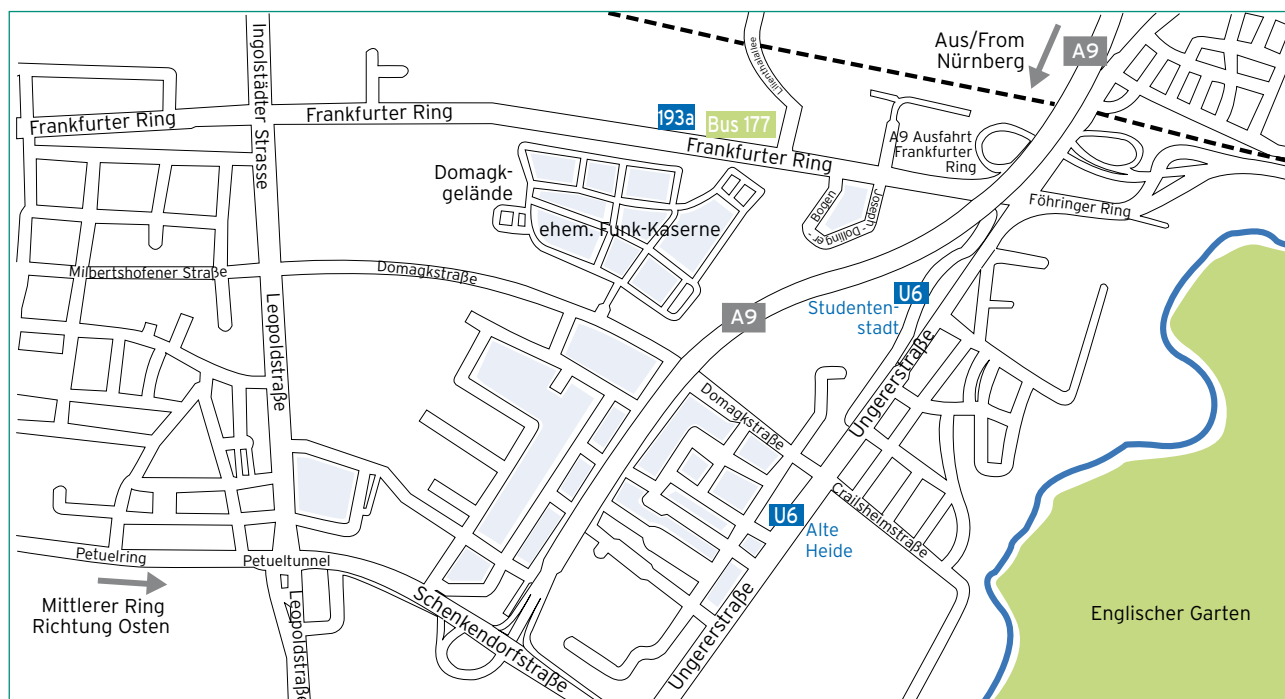 Ingolstädter Strasse
Lilienthalallee
Aus/From
Nürnberg
A9
Frankfurter Ring
Frankfurter Ring
193a
Bus 177
Frankfurter Ring
A9 Ausfahrt
Frankfurter
Ring
Domagk-
gelände
ehem. Funk-Kaserne
Bogen
Joseph-Dollinger-
Föhringer Ring
Milbertshofener Straße
Domagkstraße
Leopoldstraße
A9
U6
Studenten-
stadt
Ungererstraße
Domagkstraße
Crailsheimstraße
U6
Alte
Heide
Petuelring
Petueltunnel
Mittlerer Ring
Richtung Osten
Leopoldstraße
Schenkendorfstraße
Ungererstraße
Englischer Garten